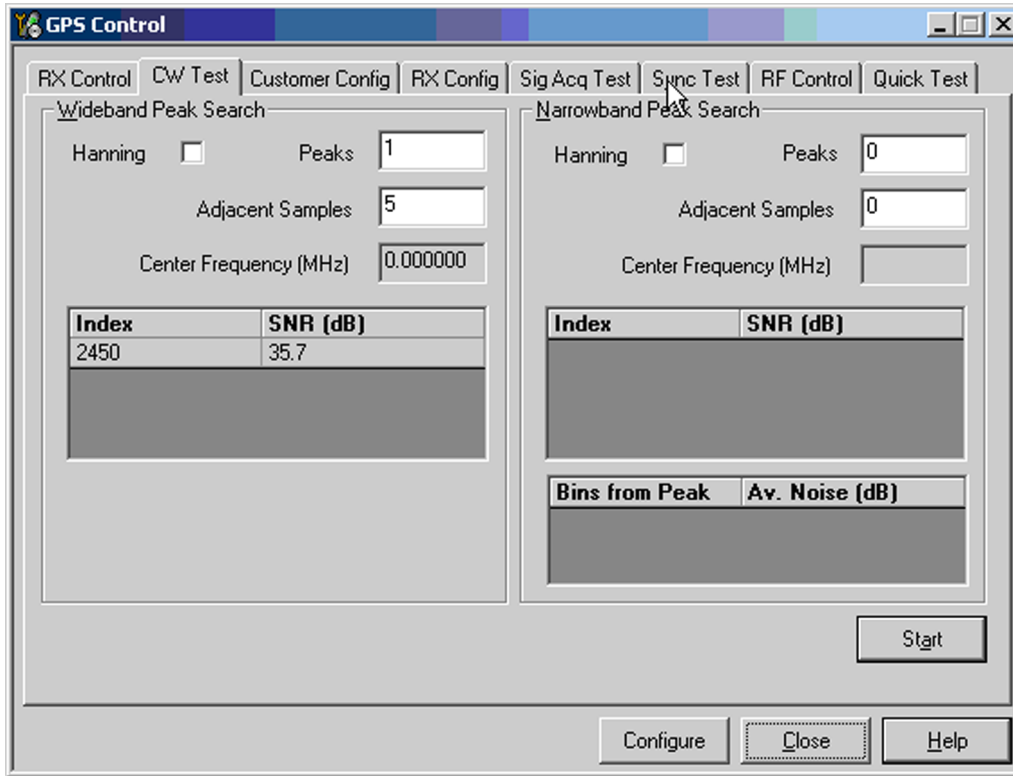 GPS Control
RX Control CW Test Customer Config RX Config Sig Acq Test Sync Test RF Control Quick Test
Wideband Peak Search
Hanning Peaks 1
Adjacent Samples 5
Center Frequency (MHz) 0.000000
Index SNR (dB)
2450 35.7
Narrowband Peak Search
Hanning Peaks 0
Adjacent Samples 0
Center Frequency (MHz)
Index SNR (dB)
Bins from Peak Av. Noise (dB)
Start
Configure Close Help